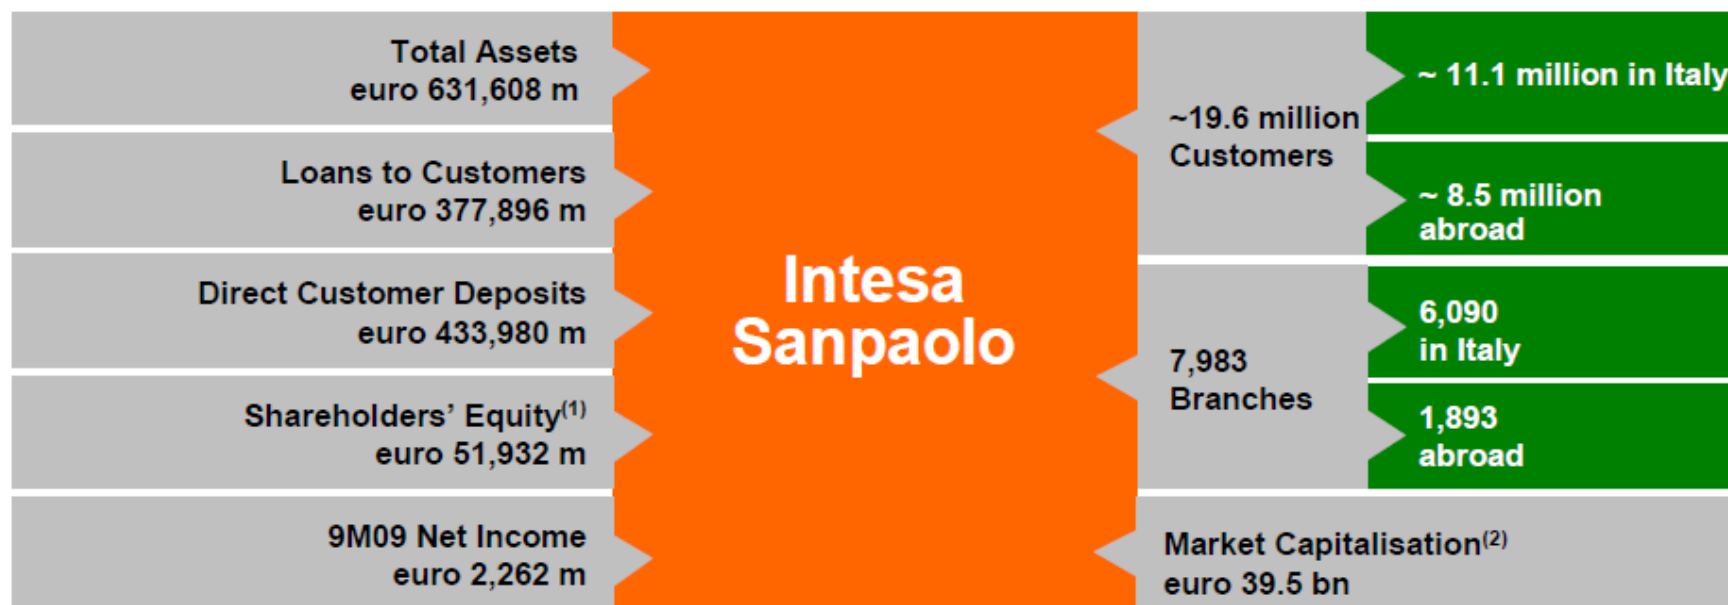 Total Assets
euro 631,608 m
Loans to Customers
euro 377,896 m
Direct Customer Deposits
euro 433,980 m
Shareholders’ Equity(1)
euro 51,932 m
9M09 Net Income
euro 2,262 m
Intesa
Sanpaolo
~19.6 million
Customers
~ 11.1 million in Italy
~ 8.5 million
abroad
7,983
Branches
6,090
in Italy
1,893
abroad
Market Capitalisation(2)
euro 39.5 bn